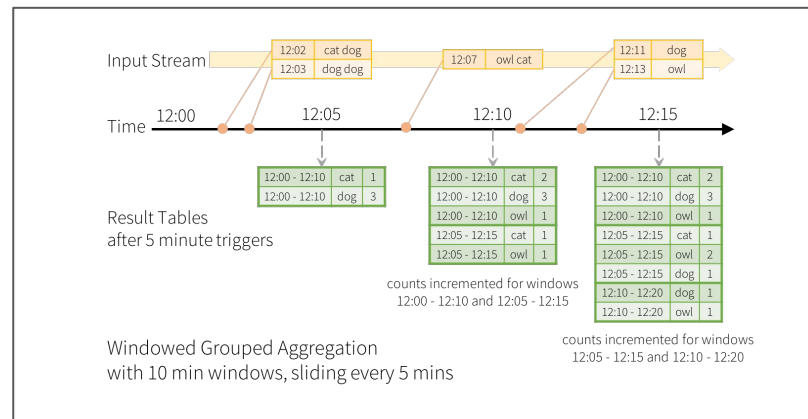 Input Stream
12:02 cat dog
12:03 dog dog
12:07 owl cat
12:11 dog
12:13 owl
Time
12:00
12:05
12:10
12:15
Result Tables
after 5 minute triggers
12:00 - 12:10 cat 1
12:00 - 12:10 dog 3
12:00 - 12:10 cat 2
12:00 - 12:10 dog 3
12:00 - 12:10 owl 1
12:05 - 12:15 cat 1
12:05 - 12:15 owl 1
counts incremented for windows
12:00 - 12:10 and 12:05 - 12:15
12:00 - 12:10 cat 2
12:00 - 12:10 dog 3
12:00 - 12:10 owl 1
12:05 - 12:15 cat 1
12:05 - 12:15 owl 2
12:05 - 12:15 dog 1
12:10 - 12:20 dog 1
12:10 - 12:20 owl 1
counts incremented for windows
12:05 - 12:15 and 12:10 - 12:20
Windowed Grouped Aggregation
with 10 min windows, sliding every 5 mins